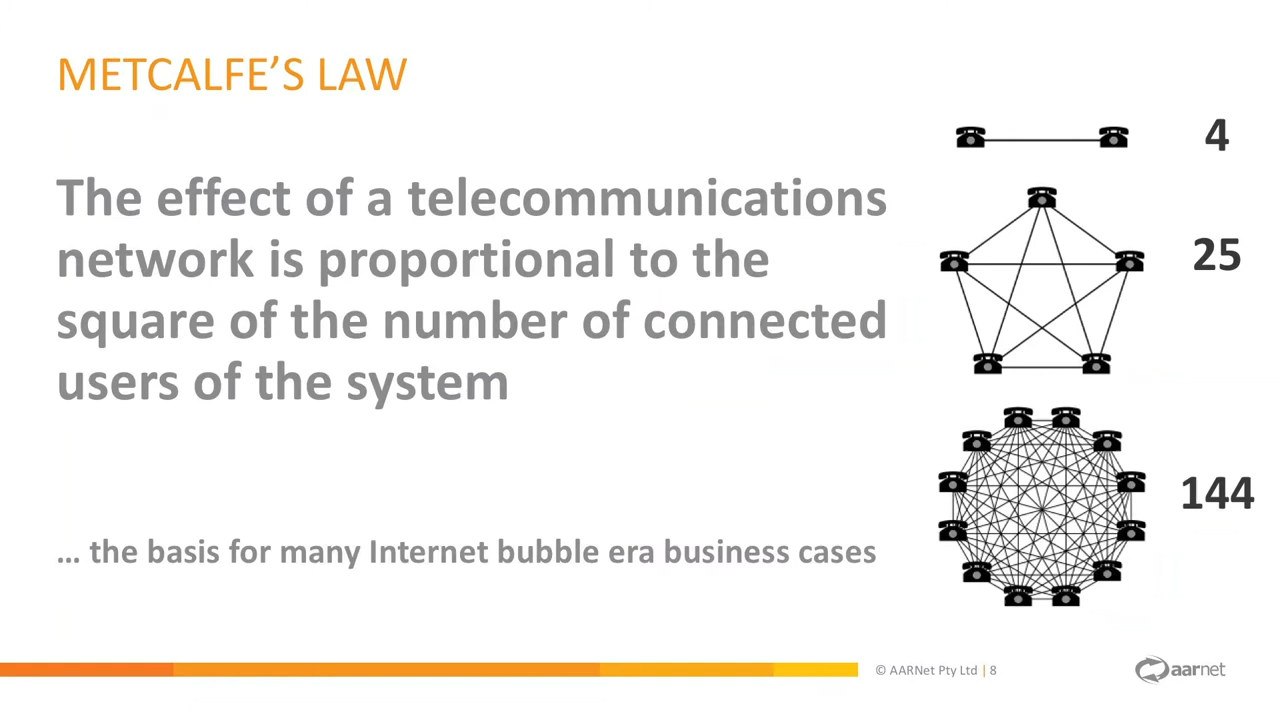 METCALFE’S LAW
The effect of a telecommunications
network is proportional to the
square of the number of connected
users of the system
… the basis for many Internet bubble era business cases
4
25
144
© AARNet Pty Ltd | 8
aarnet